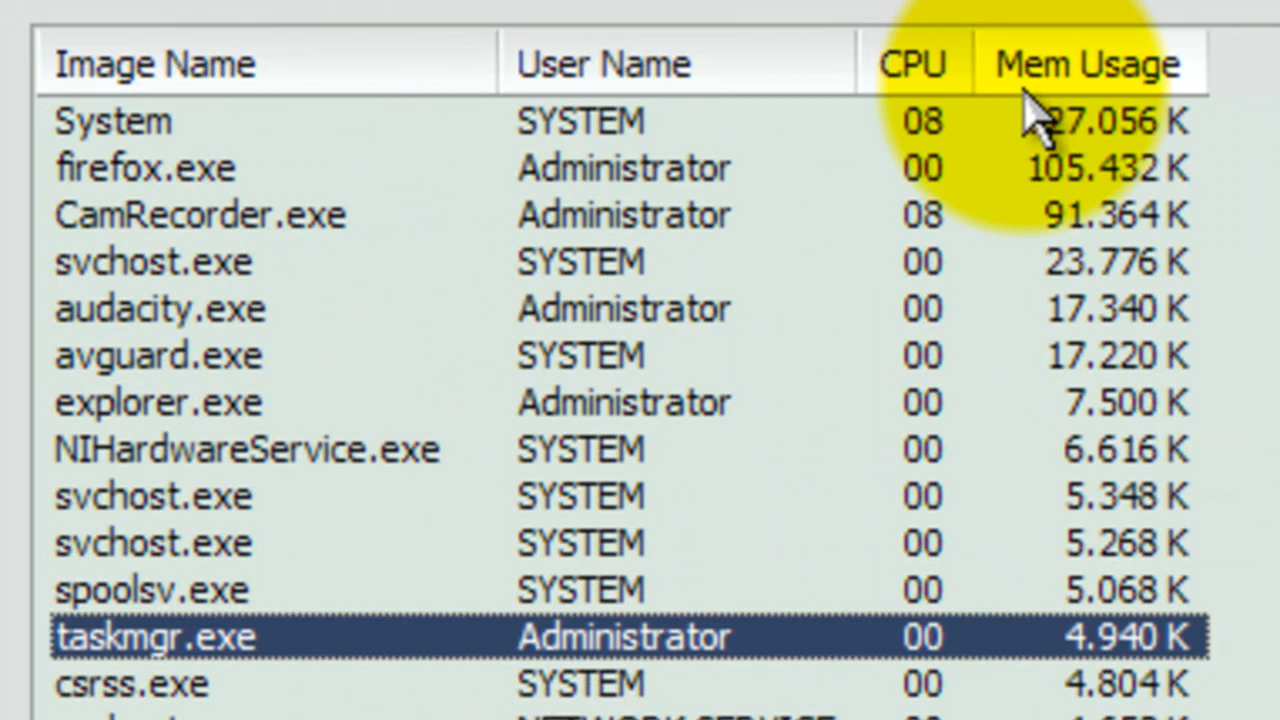 Image Name User Name CPU Mem Usage
System SYSTEM 08 27.056 K
firefox.exe Administrator 00 105.432 K
CamRecorder.exe Administrator 08 91.364 K
svchost.exe SYSTEM 00 23.776 K
audacity.exe Administrator 00 17.340 K
avguard.exe SYSTEM 00 17.220 K
explorer.exe Administrator 00 7.500 K
NIHardwareService.exe SYSTEM 00 6.616 K
svchost.exe SYSTEM 00 5.348 K
svchost.exe SYSTEM 00 5.268 K
spoolsv.exe SYSTEM 00 5.068 K
taskmgr.exe Administrator 00 4.940 K
csrss.exe SYSTEM 00 4.804 K